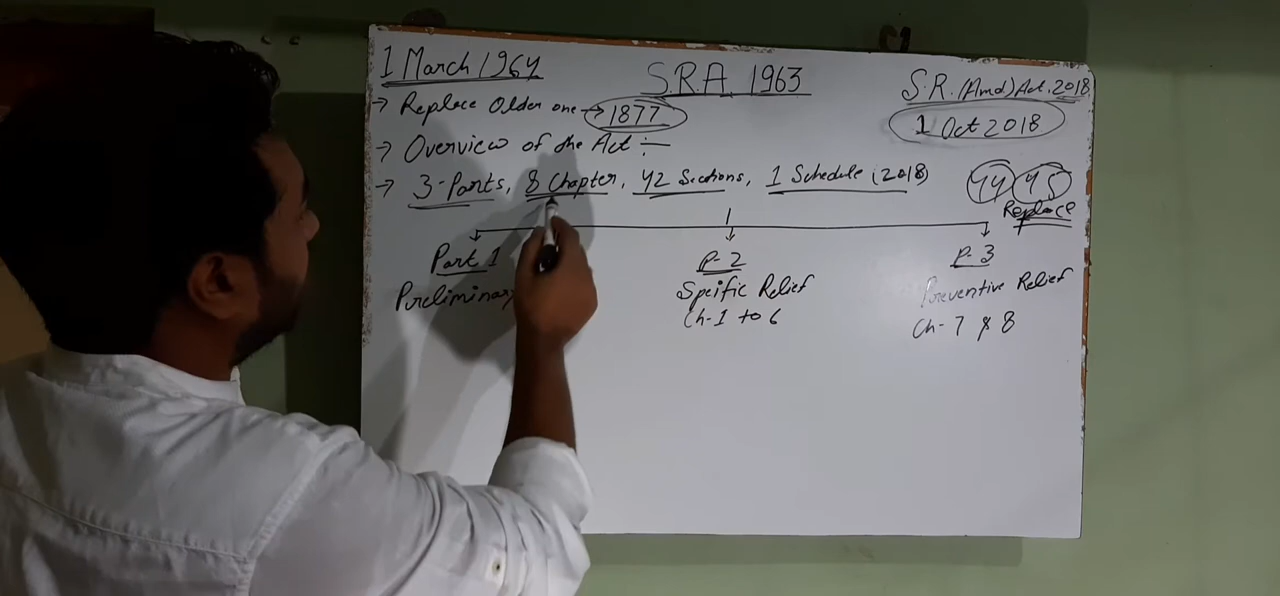 1 March 1964
S.R.A. 1963
S.R. (Amd) Act. 2018
1 Oct 2018
→ Replace Older one → 1877
→ Overview of the Act :-
→ 3-Parts, 8 Chapter, 42 Sections, 1 Schedule (2018)
44 45
Replace
Part 1
Preliminary
P-2
Speific Relief
Ch-1 to 6
P-3
Preventive Relief
Ch-7 & 8